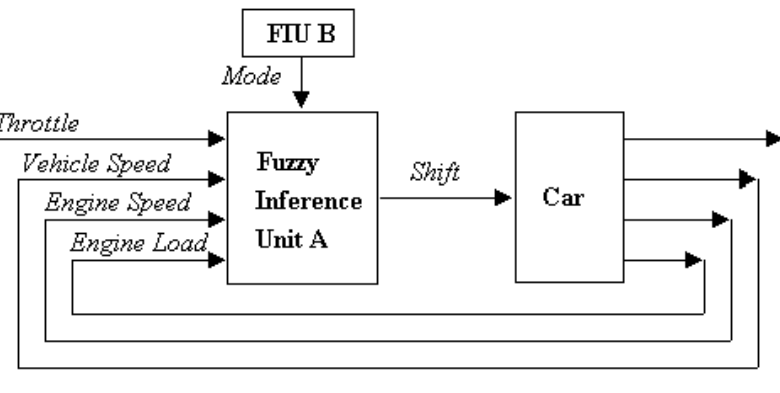 FIU B
Mode
Throttle
Vehicle Speed
Engine Speed
Engine Load
Fuzzy
Inference
Unit A
Shift
Car